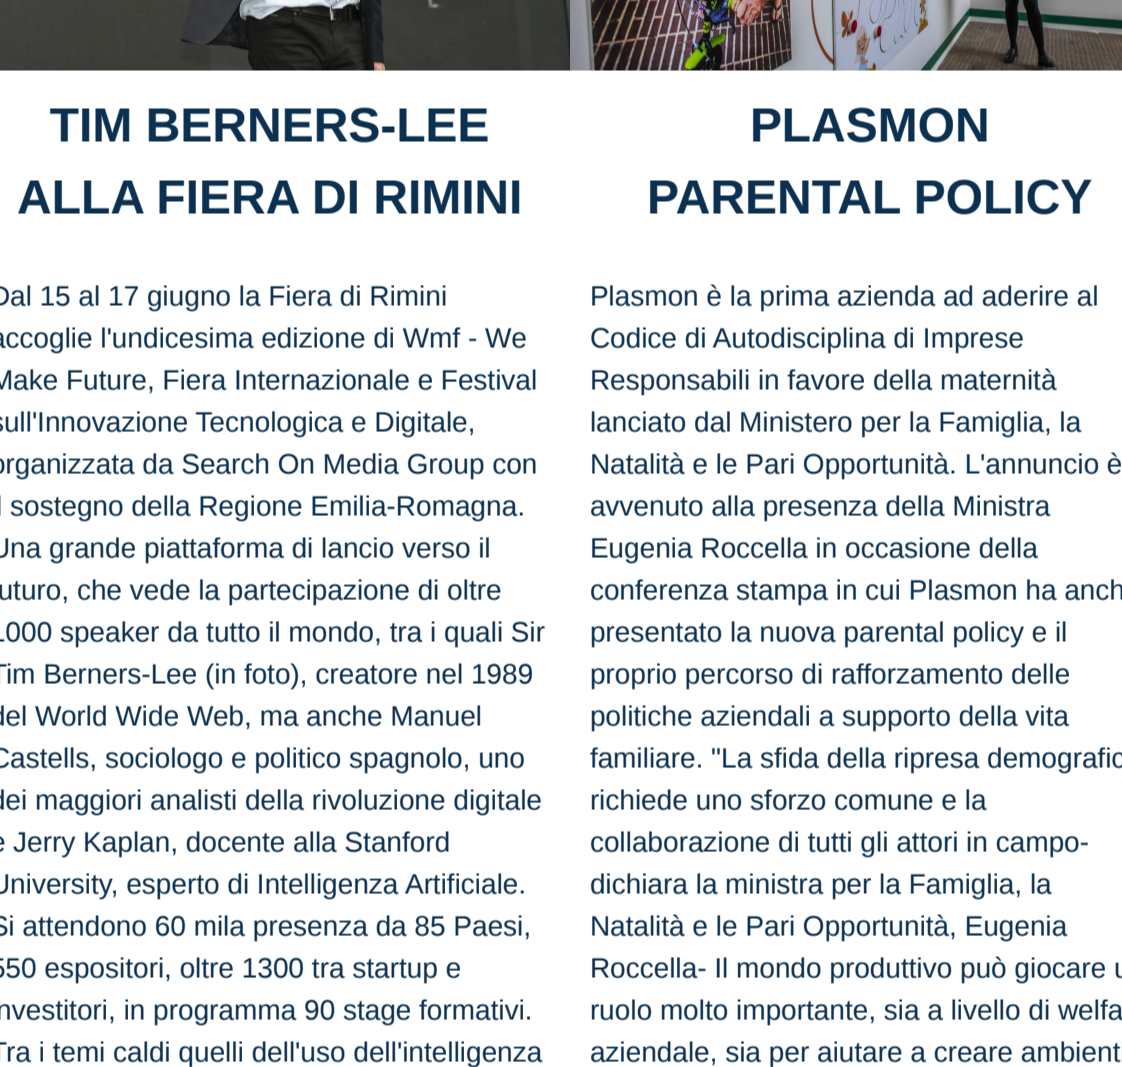 TIM BERNERS-LEE
ALLA FIERA DI RIMINI
Dal 15 al 17 giugno la Fiera di Rimini
accoglie l'undicesima edizione di Wmf - We
Make Future, Fiera Internazionale e Festival
sull'Innovazione Tecnologica e Digitale,
organizzata da Search On Media Group con
l sostegno della Regione Emilia-Romagna.
Una grande piattaforma di lancio verso il
futuro, che vede la partecipazione di oltre
1000 speaker da tutto il mondo, tra i quali Sir
Tim Berners-Lee (in foto), creatore nel 1989
del World Wide Web, ma anche Manuel
Castells, sociologo e politico spagnolo, uno
dei maggiori analisti della rivoluzione digitale
e Jerry Kaplan, docente alla Stanford
University, esperto di Intelligenza Artificiale.
Si attendono 60 mila presenza da 85 Paesi,
550 espositori, oltre 1300 tra startup e
nvestitori, in programma 90 stage formativi.
Tra i temi caldi quelli dell'uso dell'intelligenza
PLASMON
PARENTAL POLICY
Plasmon è la prima azienda ad aderire al
Codice di Autodisciplina di Imprese
Responsabili in favore della maternità
lanciato dal Ministero per la Famiglia, la
Natalità e le Pari Opportunità. L'annuncio è
avvenuto alla presenza della Ministra
Eugenia Roccella in occasione della
conferenza stampa in cui Plasmon ha anch
presentato la nuova parental policy e il
proprio percorso di rafforzamento delle
politiche aziendali a supporto della vita
familiare. "La sfida della ripresa demografic
richiede uno sforzo comune e la
collaborazione di tutti gli attori in campo-
dichiara la ministra per la Famiglia, la
Natalità e le Pari Opportunità, Eugenia
Roccella- Il mondo produttivo può giocare u
ruolo molto importante, sia a livello di welfa
aziendale, sia per aiutare a creare ambient